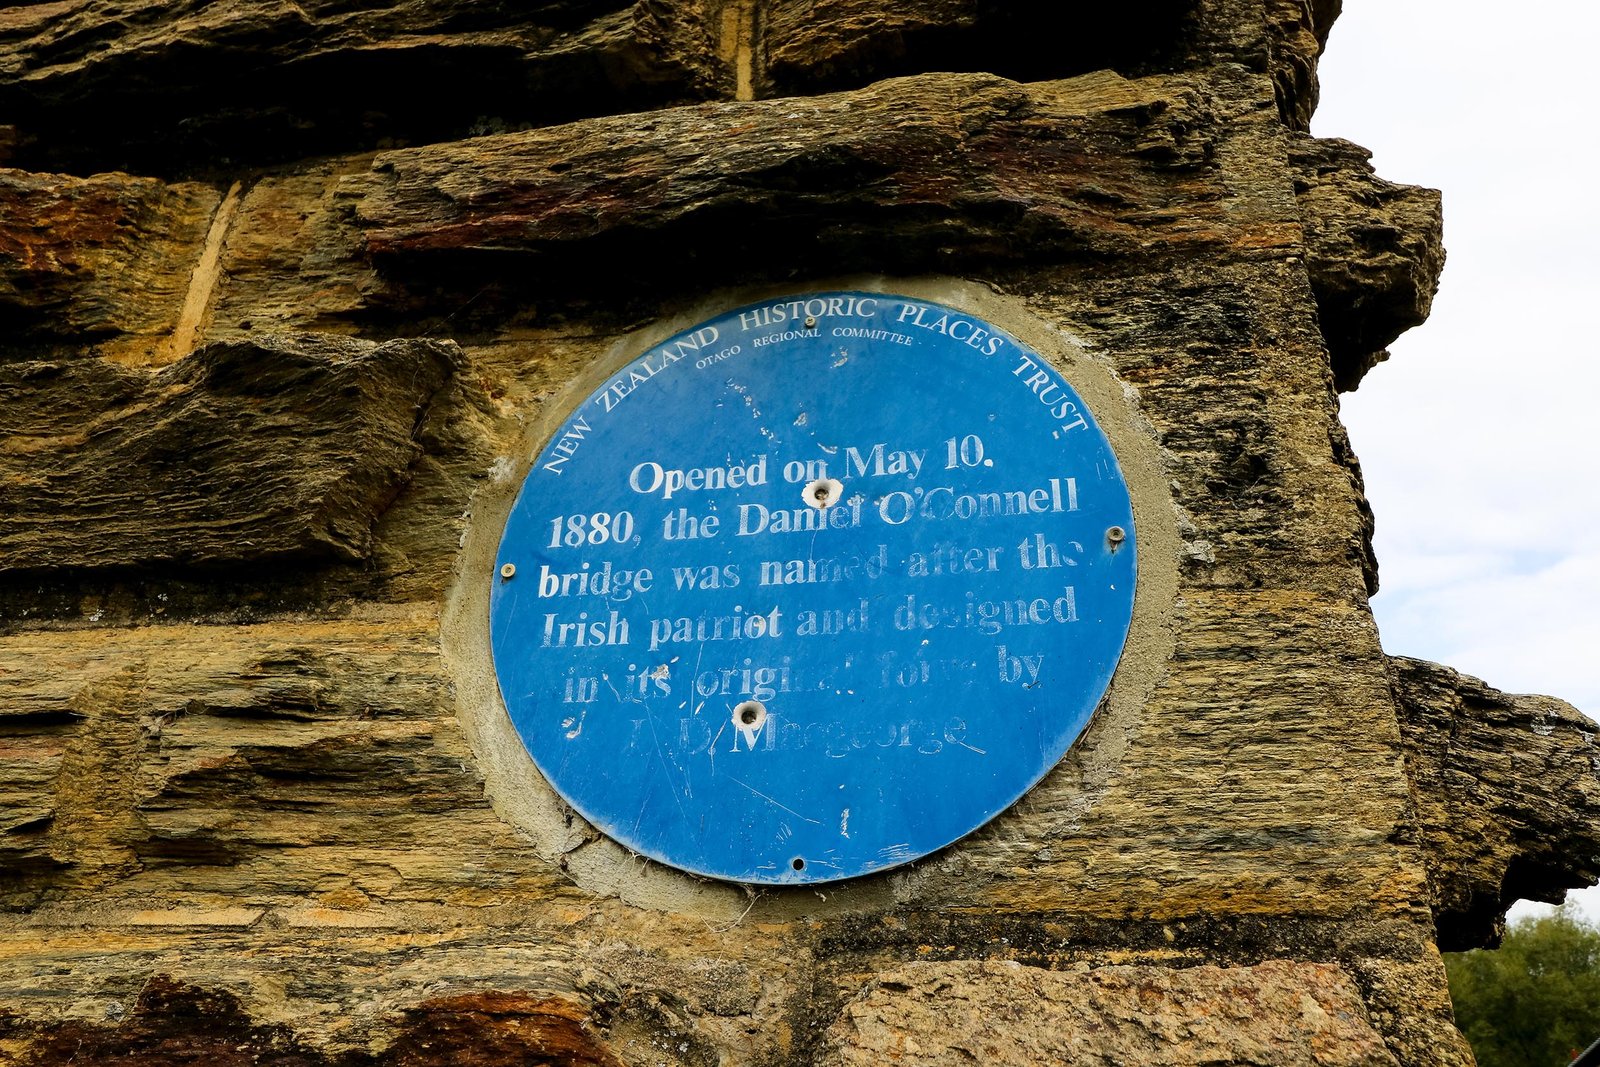 NEW ZEALAND HISTORIC PLACES TRUST
OTAGO REGIONAL COMMITTEE
Opened on May 10.
1880, the Daniel O'Connell
bridge was named after the
Irish patriot and designed
in its original form by
L. D. Macgeorge